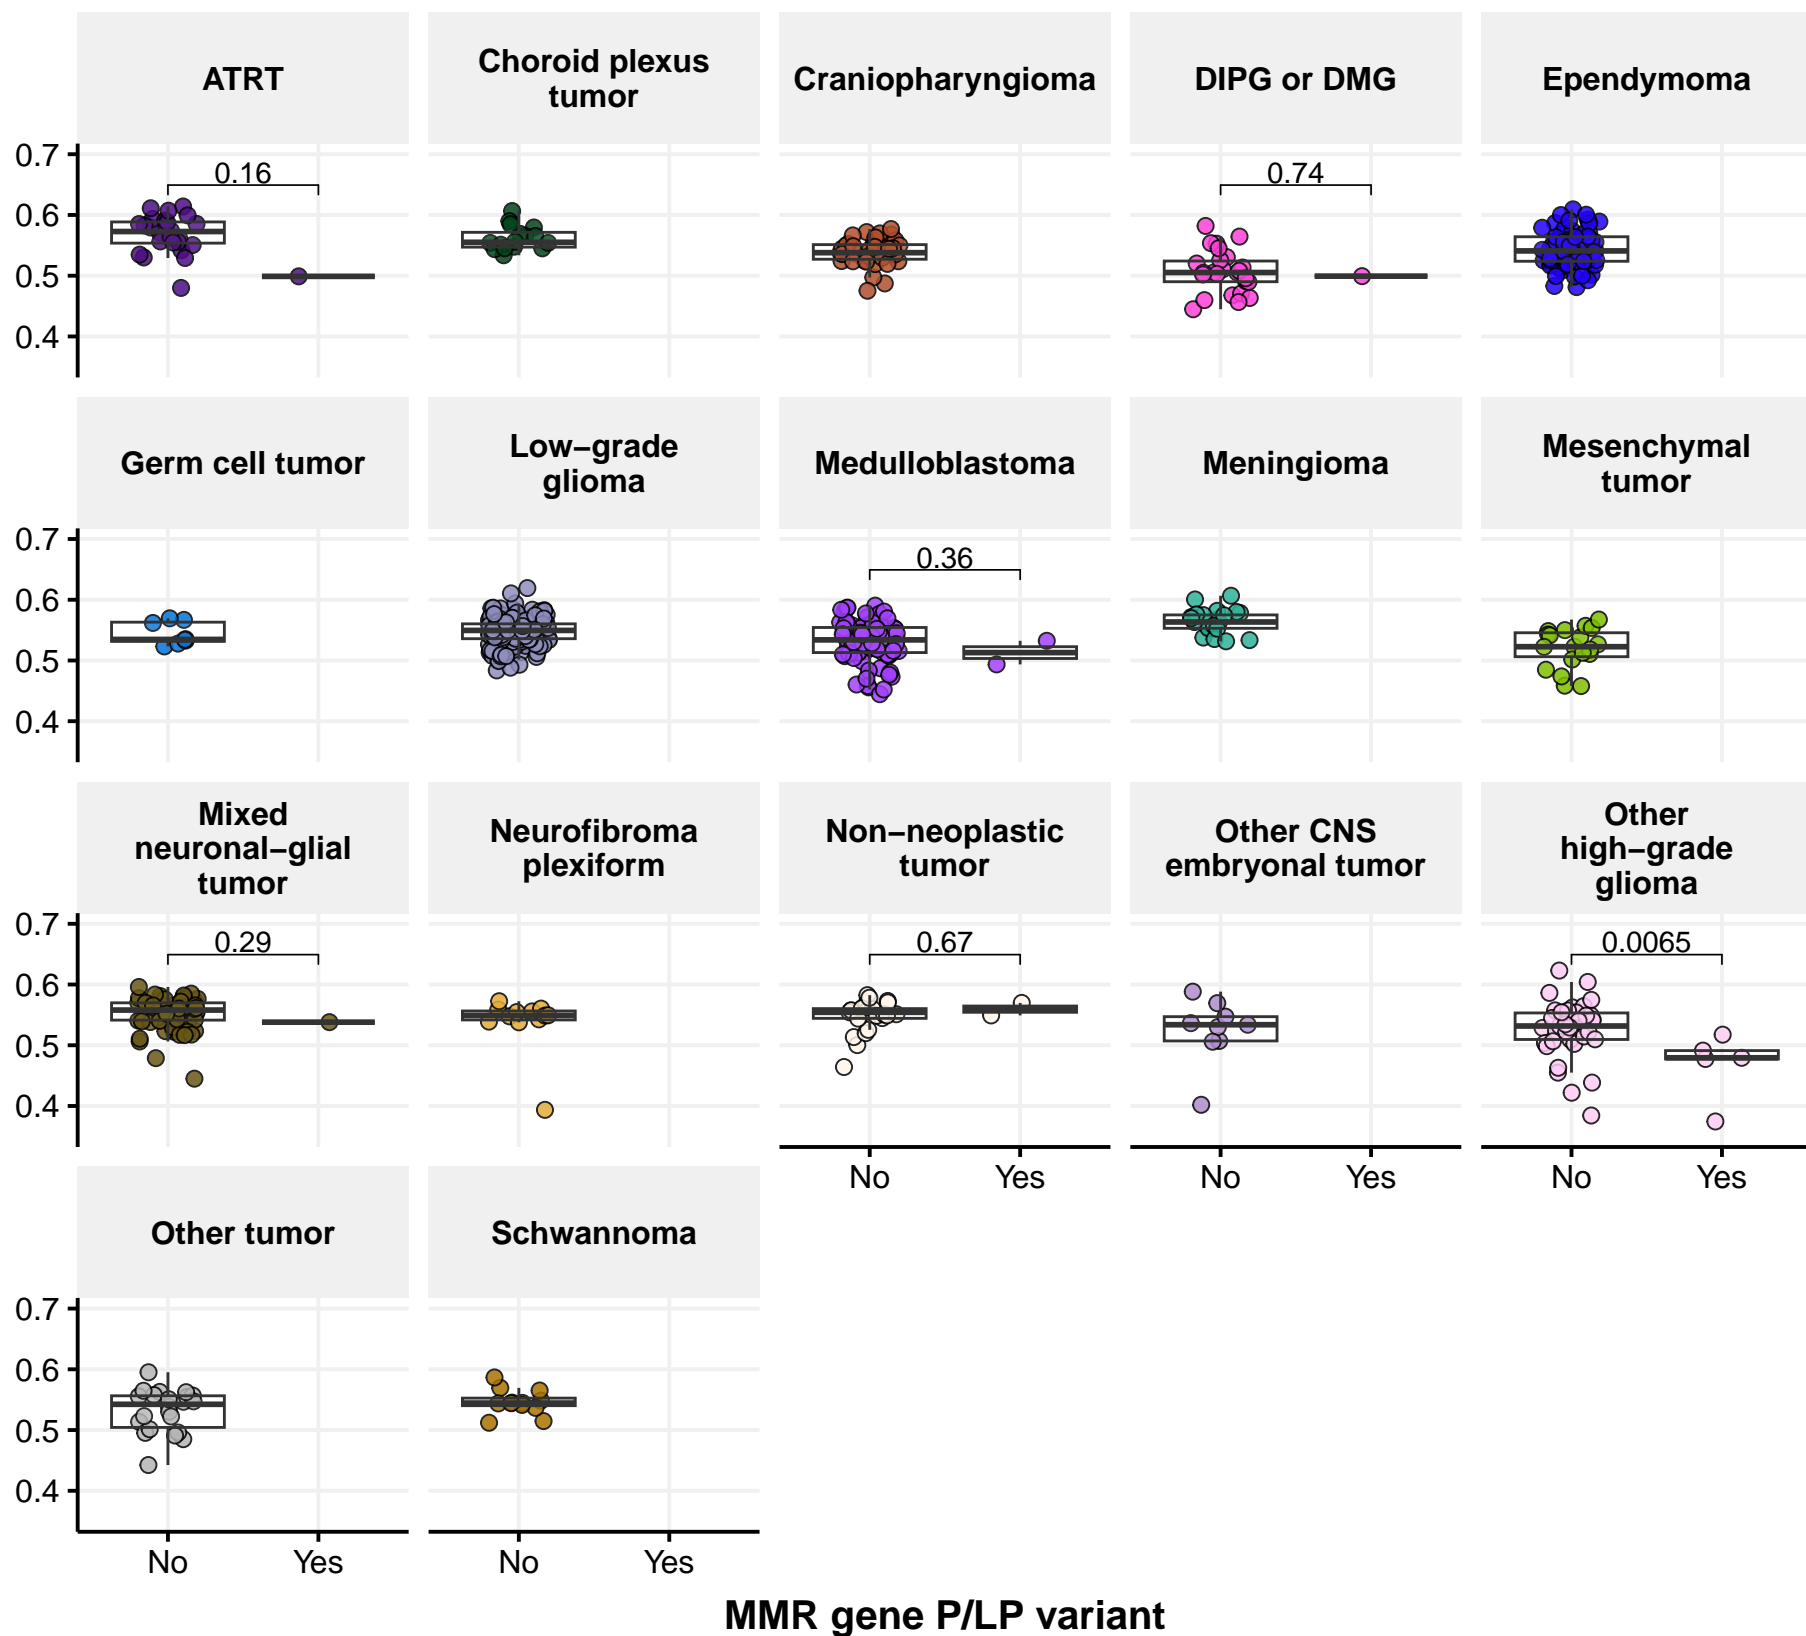 ATRT
Choroid plexus
tumor
Craniopharyngioma
DIPG or DMG
Ependymoma
0.7
0.6
0.5
0.4
0.16
0.74
Germ cell tumor
Low−grade
glioma
Medulloblastoma
Meningioma
Mesenchymal
tumor
0.7
0.6
0.5
0.4
0.36
Mixed
neuronal−glial
tumor
Neurofibroma
plexiform
Non−neoplastic
tumor
Other CNS
embryonal tumor
Other
high−grade
glioma
0.7
0.6
0.5
0.4
0.29
0.67
0.0065
No Yes
No Yes
No Yes
Other tumor
Schwannoma
0.7
0.6
0.5
0.4
No Yes
No Yes
MMR gene P/LP variant